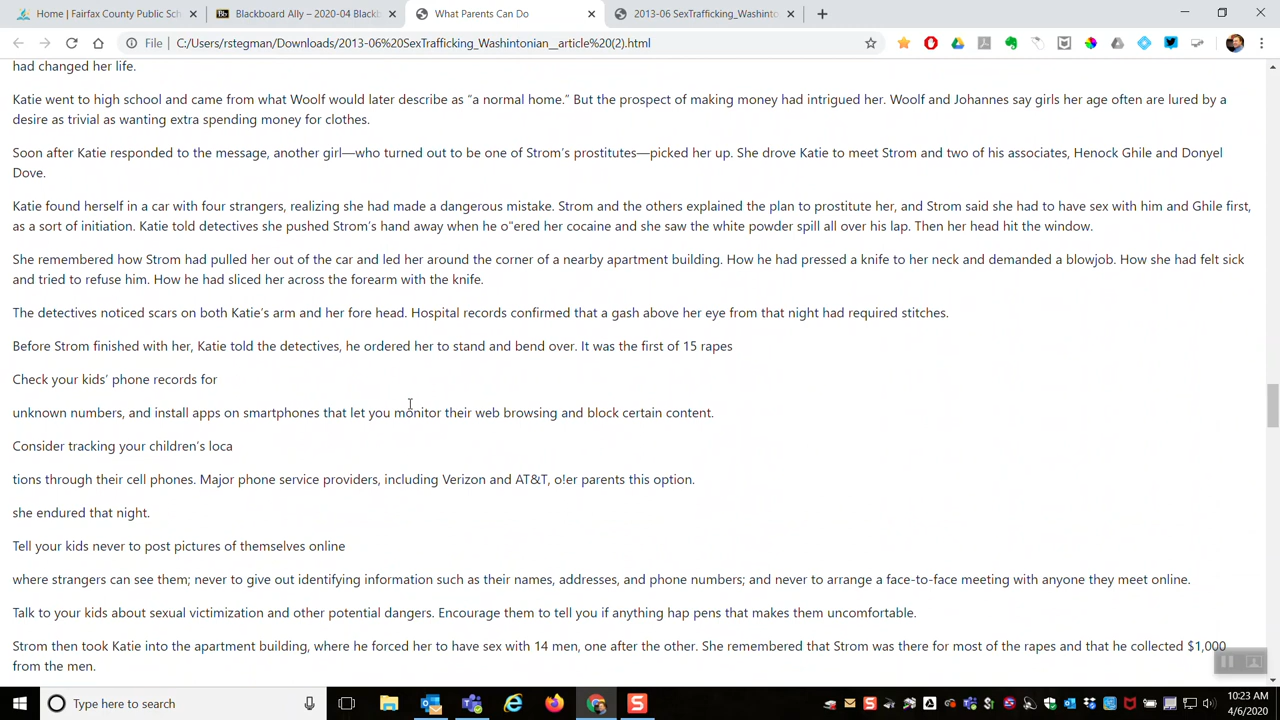 Home | Fairfax County Public Sch
Blackboard Ally – 2020-04 Blackb
What Parents Can Do
2013-06 SexTrafficking_Washinto
File
C:/Users/rstegman/Downloads/2013-06%20SexTrafficking_Washintonian__article%20(2).html
had changed her life.
Katie went to high school and came from what Woolf would later describe as “a normal home.” But the prospect of making money had intrigued her. Woolf and Johannes say girls her age often are lured by a
desire as trivial as wanting extra spending money for clothes.
Soon after Katie responded to the message, another girl—who turned out to be one of Strom’s prostitutes—picked her up. She drove Katie to meet Strom and two of his associates, Henock Ghile and Donyel
Dove.
Katie found herself in a car with four strangers, realizing she had made a dangerous mistake. Strom and the others explained the plan to prostitute her, and Strom said she had to have sex with him and Ghile first,
as a sort of initiation. Katie told detectives she pushed Strom’s hand away when he o"ered her cocaine and she saw the white powder spill all over his lap. Then her head hit the window.
She remembered how Strom had pulled her out of the car and led her around the corner of a nearby apartment building. How he had pressed a knife to her neck and demanded a blowjob. How she had felt sick
and tried to refuse him. How he had sliced her across the forearm with the knife.
The detectives noticed scars on both Katie’s arm and her fore head. Hospital records confirmed that a gash above her eye from that night had required stitches.
Before Strom finished with her, Katie told the detectives, he ordered her to stand and bend over. It was the first of 15 rapes
Check your kids’ phone records for
unknown numbers, and install apps on smartphones that let you monitor their web browsing and block certain content.
Consider tracking your children’s loca
tions through their cell phones. Major phone service providers, including Verizon and AT&T, o!er parents this option.
she endured that night.
Tell your kids never to post pictures of themselves online
where strangers can see them; never to give out identifying information such as their names, addresses, and phone numbers; and never to arrange a face-to-face meeting with anyone they meet online.
Talk to your kids about sexual victimization and other potential dangers. Encourage them to tell you if anything hap pens that makes them uncomfortable.
Strom then took Katie into the apartment building, where he forced her to have sex with 14 men, one after the other. She remembered that Strom was there for most of the rapes and that he collected $1,000
from the men.
Type here to search
10:23 AM
4/6/2020